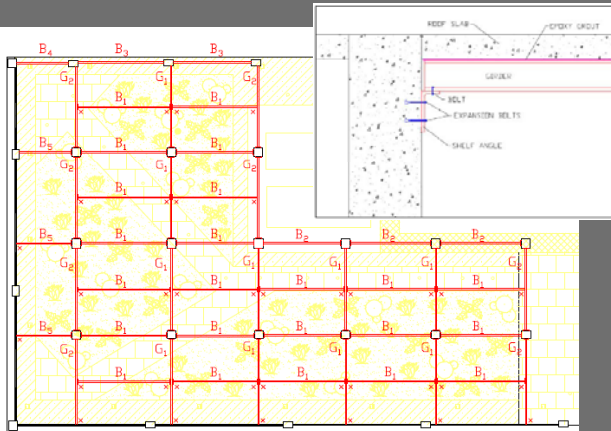 ROOF SLAB EPOXY GROUT
GIRDER
BOLT
EXPANSION BOLTS
SHELF ANGLE
B₄ B₃ B₃
G₂ G₁ G₂
B₁ B₁
B₅ B₁ B₁
G₂ G₁ G₂
B₁ B₁
B₅ B₁ B₁ B₂ B₂ B₂
G₂ G₁ G₁ G₁ G₁ G₂
B₁ B₁ B₁ B₁ B₁
B₅ B₁ B₁ B₁ B₁ B₁
G₂ G₁ G₁ G₁ G₁ G₂
B₁ B₁ B₁ B₁ B₁